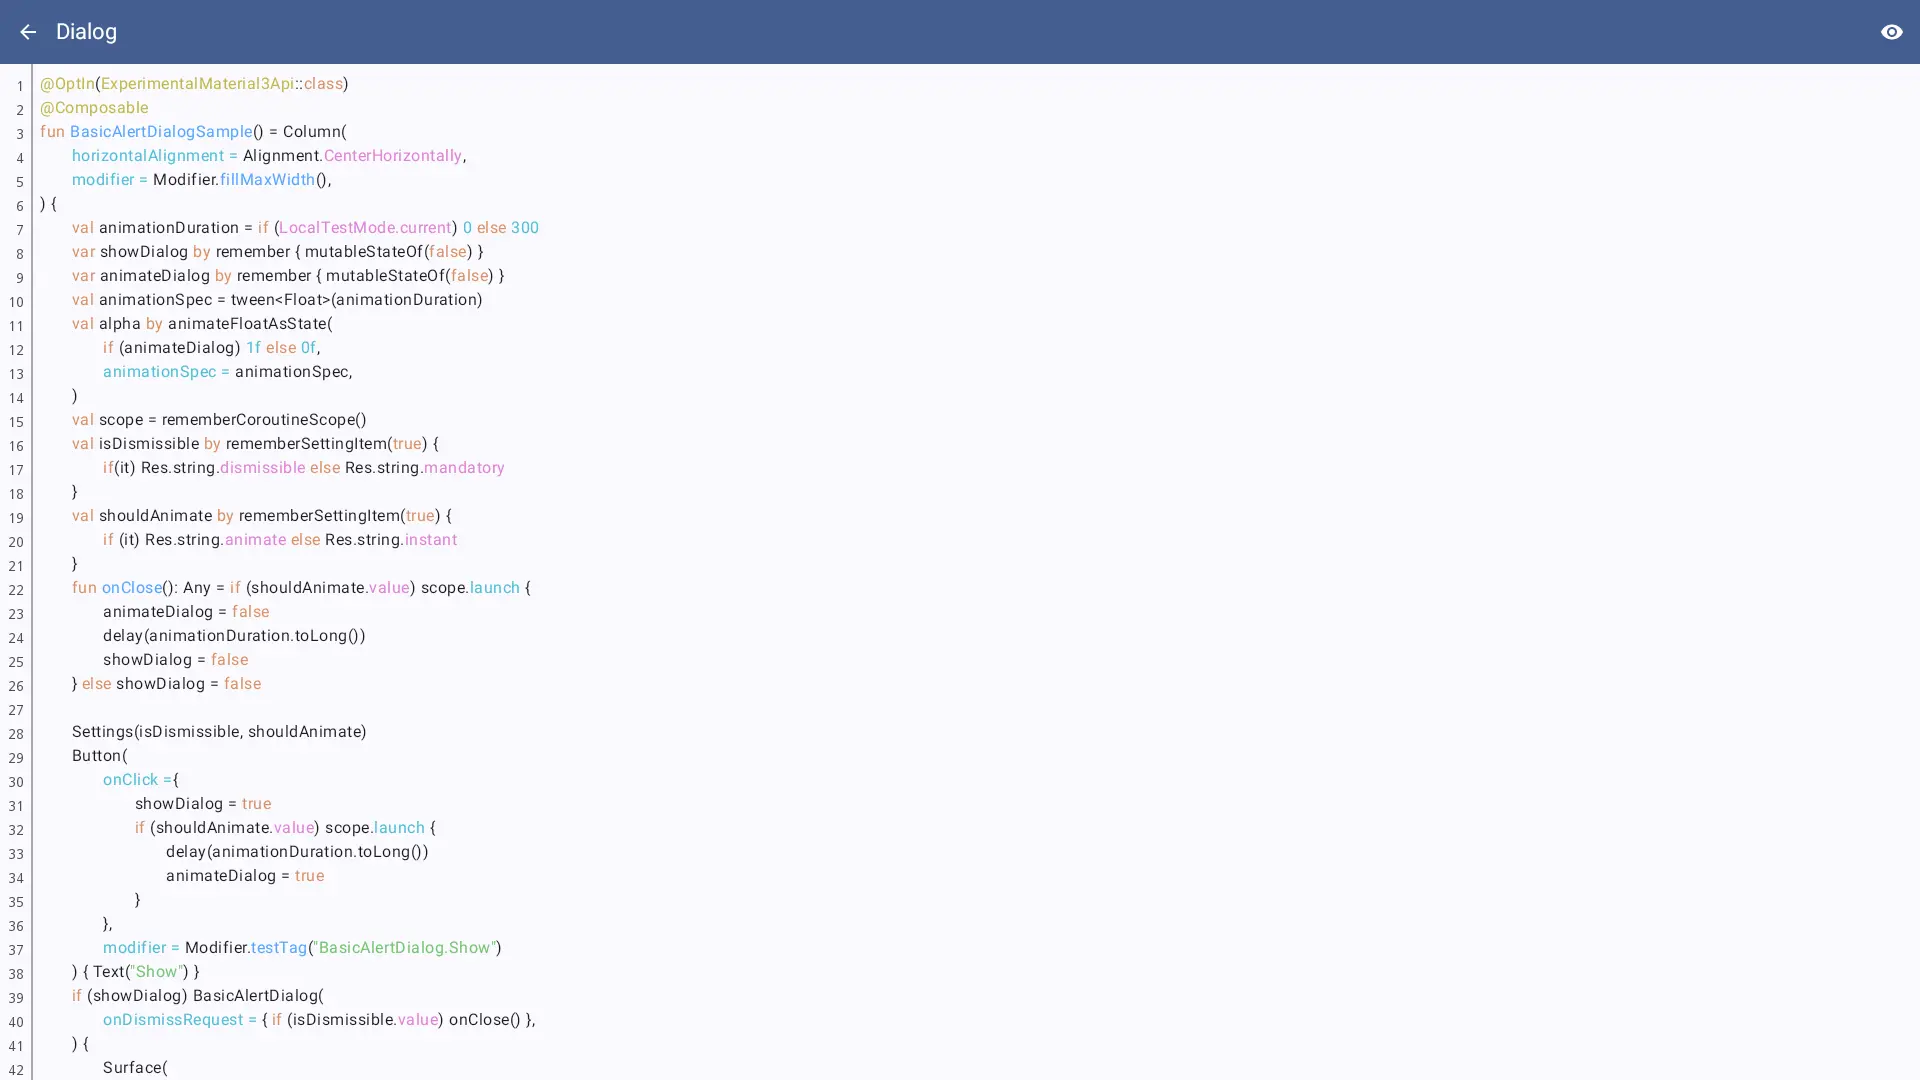 Dialog
1 @OptIn(ExperimentalMaterial3Api::class)
2 @Composable
3 fun BasicAlertDialogSample() = Column(
4     horizontalAlignment = Alignment.CenterHorizontally,
5     modifier = Modifier.fillMaxWidth(),
6 ) {
7     val animationDuration = if (LocalTestMode.current) 0 else 300
8     var showDialog by remember { mutableStateOf(false) }
9     var animateDialog by remember { mutableStateOf(false) }
10     val animationSpec = tween<Float>(animationDuration)
11     val alpha by animateFloatAsState(
12         if (animateDialog) 1f else 0f,
13         animationSpec = animationSpec,
14     )
15     val scope = rememberCoroutineScope()
16     val isDismissible by rememberSettingItem(true) {
17         if(it) Res.string.dismissible else Res.string.mandatory
18     }
19     val shouldAnimate by rememberSettingItem(true) {
20         if (it) Res.string.animate else Res.string.instant
21     }
22     fun onClose(): Any = if (shouldAnimate.value) scope.launch {
23         animateDialog = false
24         delay(animationDuration.toLong())
25         showDialog = false
26     } else showDialog = false
27
28     Settings(isDismissible, shouldAnimate)
29     Button(
30         onClick ={
31             showDialog = true
32             if (shouldAnimate.value) scope.launch {
33                 delay(animationDuration.toLong())
34                 animateDialog = true
35             }
36         },
37         modifier = Modifier.testTag("BasicAlertDialog.Show")
38     ) { Text("Show") }
39     if (showDialog) BasicAlertDialog(
40         onDismissRequest = { if (isDismissible.value) onClose() },
41     ) {
42         Surface(